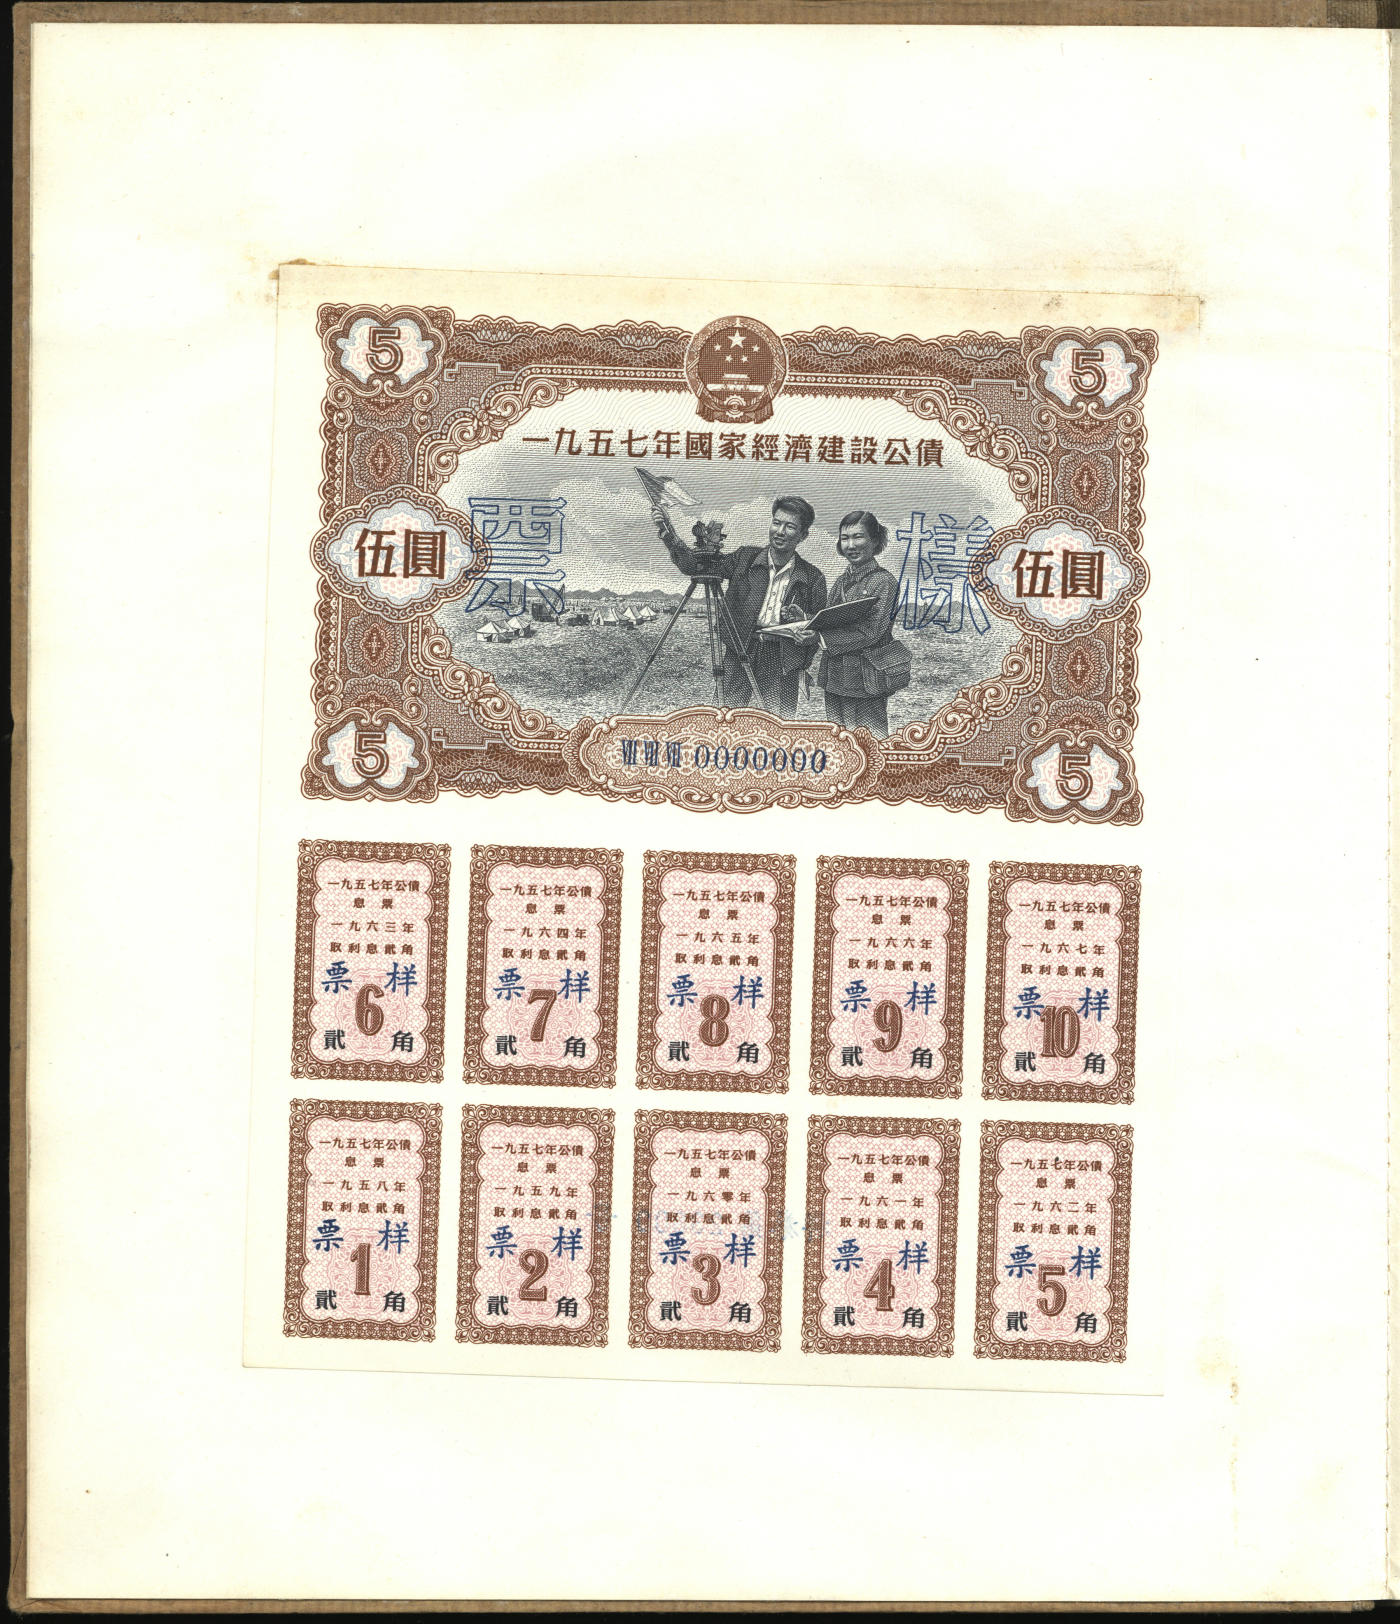 5 5
一九五七年國家經濟建設公債
票 樣
伍圓 伍圓
5 5
Ⅶ Ⅷ Ⅶ 0000000
一九五七年公債
息票
一九六三年
取利息貳角
票 样
6
貳 角
一九五七年公債
息票
一九六四年
取利息貳角
票 样
7
貳 角
一九五七年公債
息票
一九六五年
取利息貳角
票 样
8
貳 角
一九五七年公債
息票
一九六六年
取利息貳角
票 样
9
貳 角
一九五七年公債
息票
一九六七年
取利息貳角
票 样
10
貳 角
一九五七年公債
息票
一九五八年
取利息貳角
票 样
1
貳 角
一九五七年公債
息票
一九五九年
取利息貳角
票 样
2
貳 角
一九五七年公債
息票
一九六零年
取利息貳角
票 样
3
貳 角
一九五七年公債
息票
一九六一年
取利息貳角
票 样
4
貳 角
一九五七年公債
息票
一九六二年
取利息貳角
票 样
5
貳 角